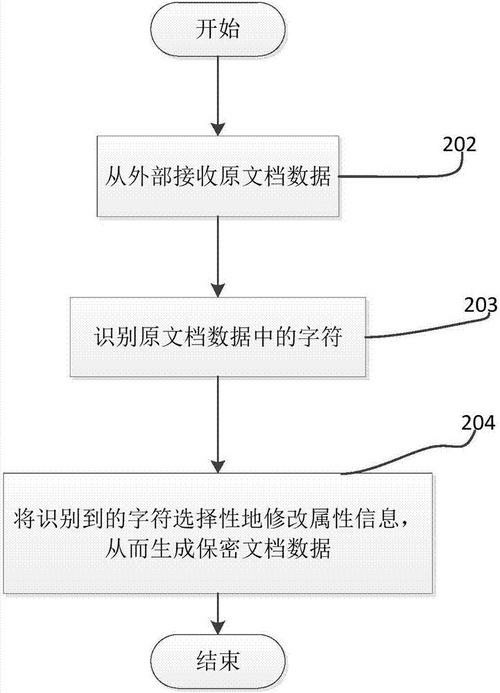 开始
202
从外部接收原文档数据
203
识别原文档数据中的字符
204
将识别到的字符选择性地修改属性信息，
从而生成保密文档数据
结束